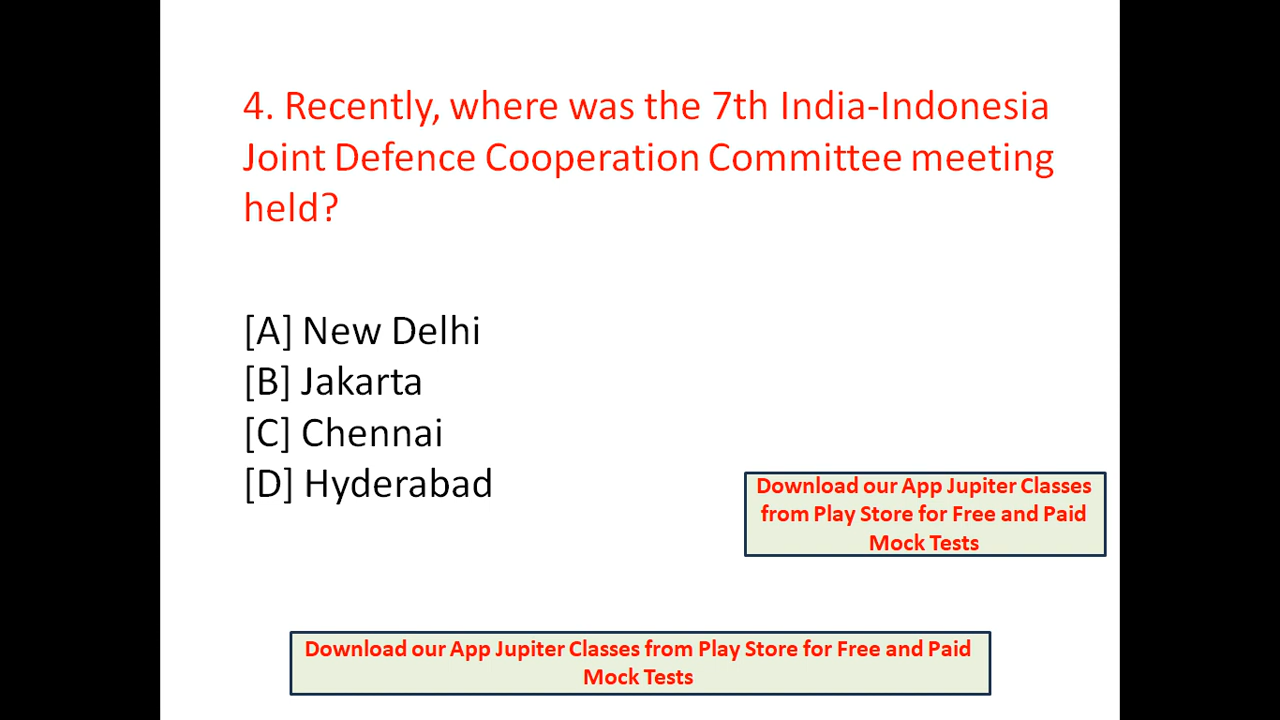 4. Recently, where was the 7th India-Indonesia
Joint Defence Cooperation Committee meeting
held?
[A] New Delhi
[B] Jakarta
[C] Chennai
[D] Hyderabad
Download our App Jupiter Classes
from Play Store for Free and Paid
Mock Tests
Download our App Jupiter Classes from Play Store for Free and Paid
Mock Tests